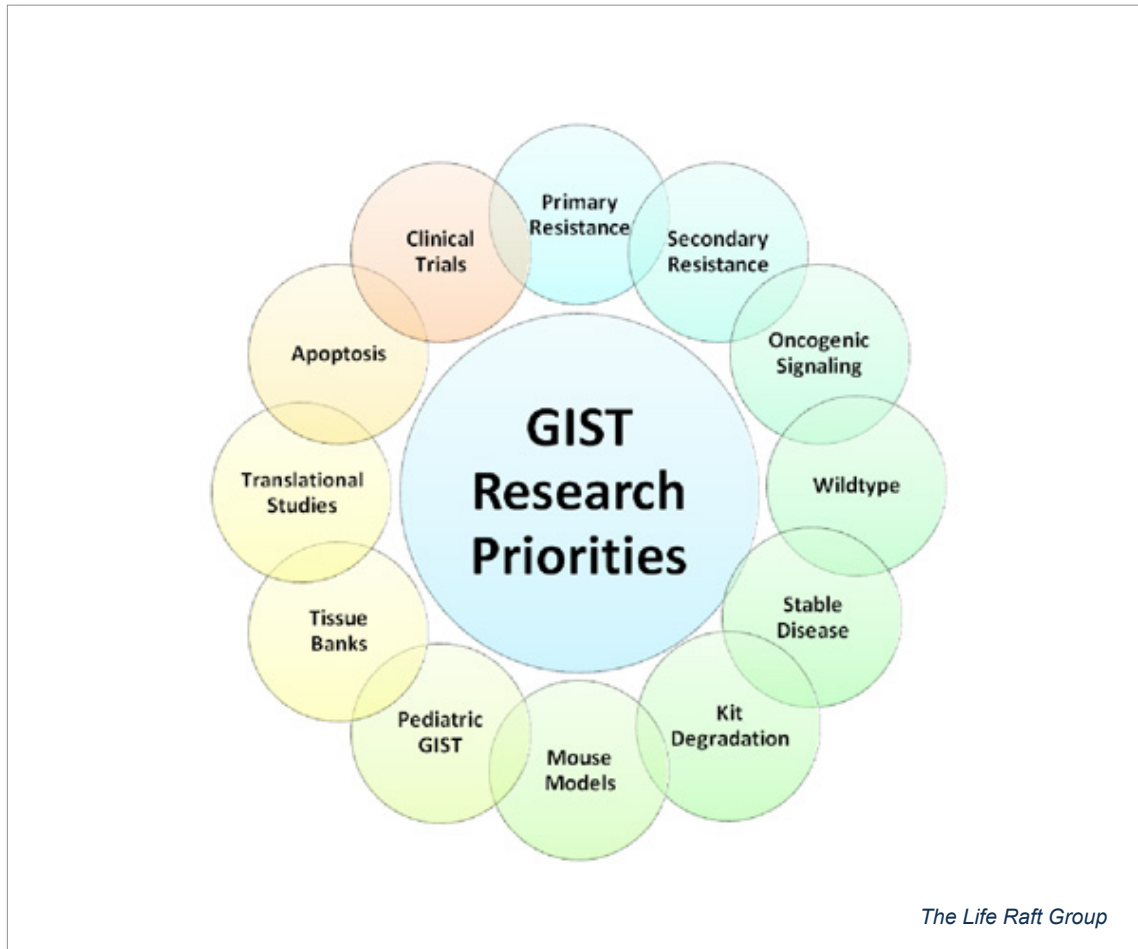 GIST
Research
Priorities
Primary
Resistance
Secondary
Resistance
Oncogenic
Signaling
Wildtype
Stable
Disease
Kit
Degradation
Mouse
Models
Pediatric
GIST
Tissue
Banks
Translational
Studies
Apoptosis
Clinical
Trials
The Life Raft Group